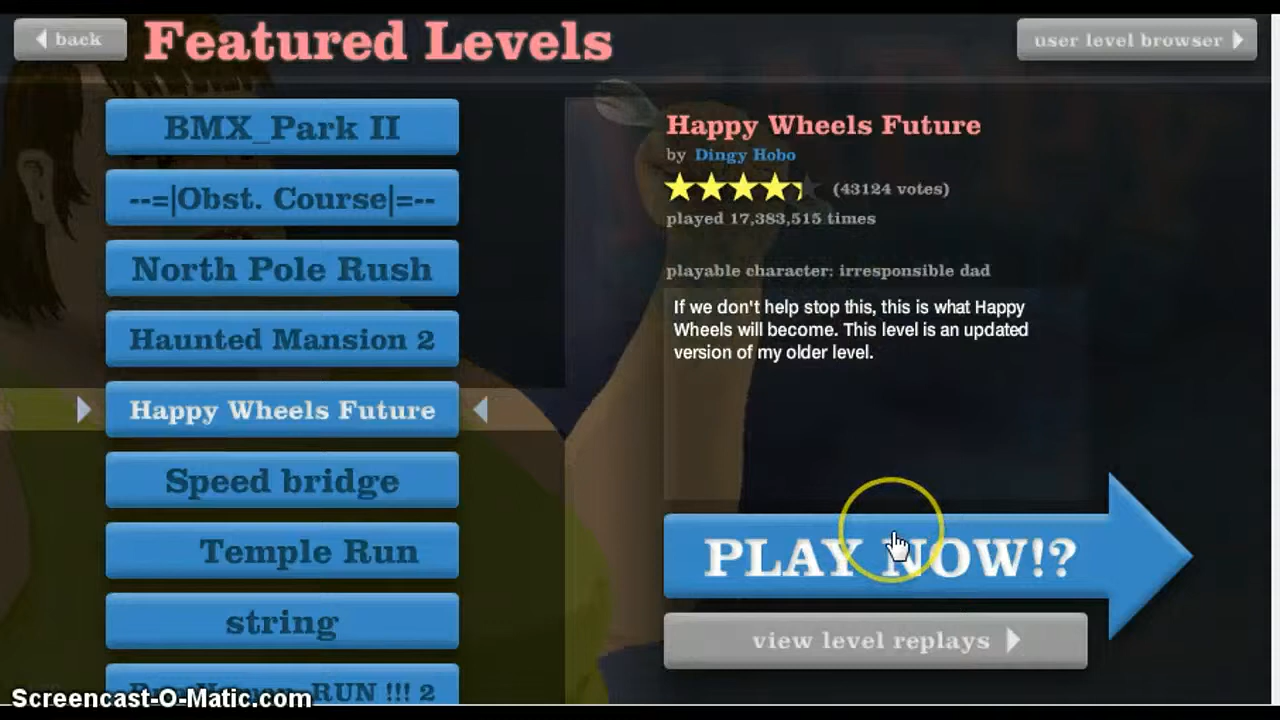 back
Featured Levels
user level browser
BMX_Park II
--=|Obst. Course|=--
North Pole Rush
Haunted Mansion 2
Happy Wheels Future
Speed bridge
Temple Run
string
RUN !!! 2
Happy Wheels Future
by Dingy Hobo
(43124 votes)
played 17,383,515 times
playable character: irresponsible dad
If we don't help stop this, this is what Happy
Wheels will become. This level is an updated
version of my older level.
PLAY NOW!?
view level replays
Screencast-O-Matic.com